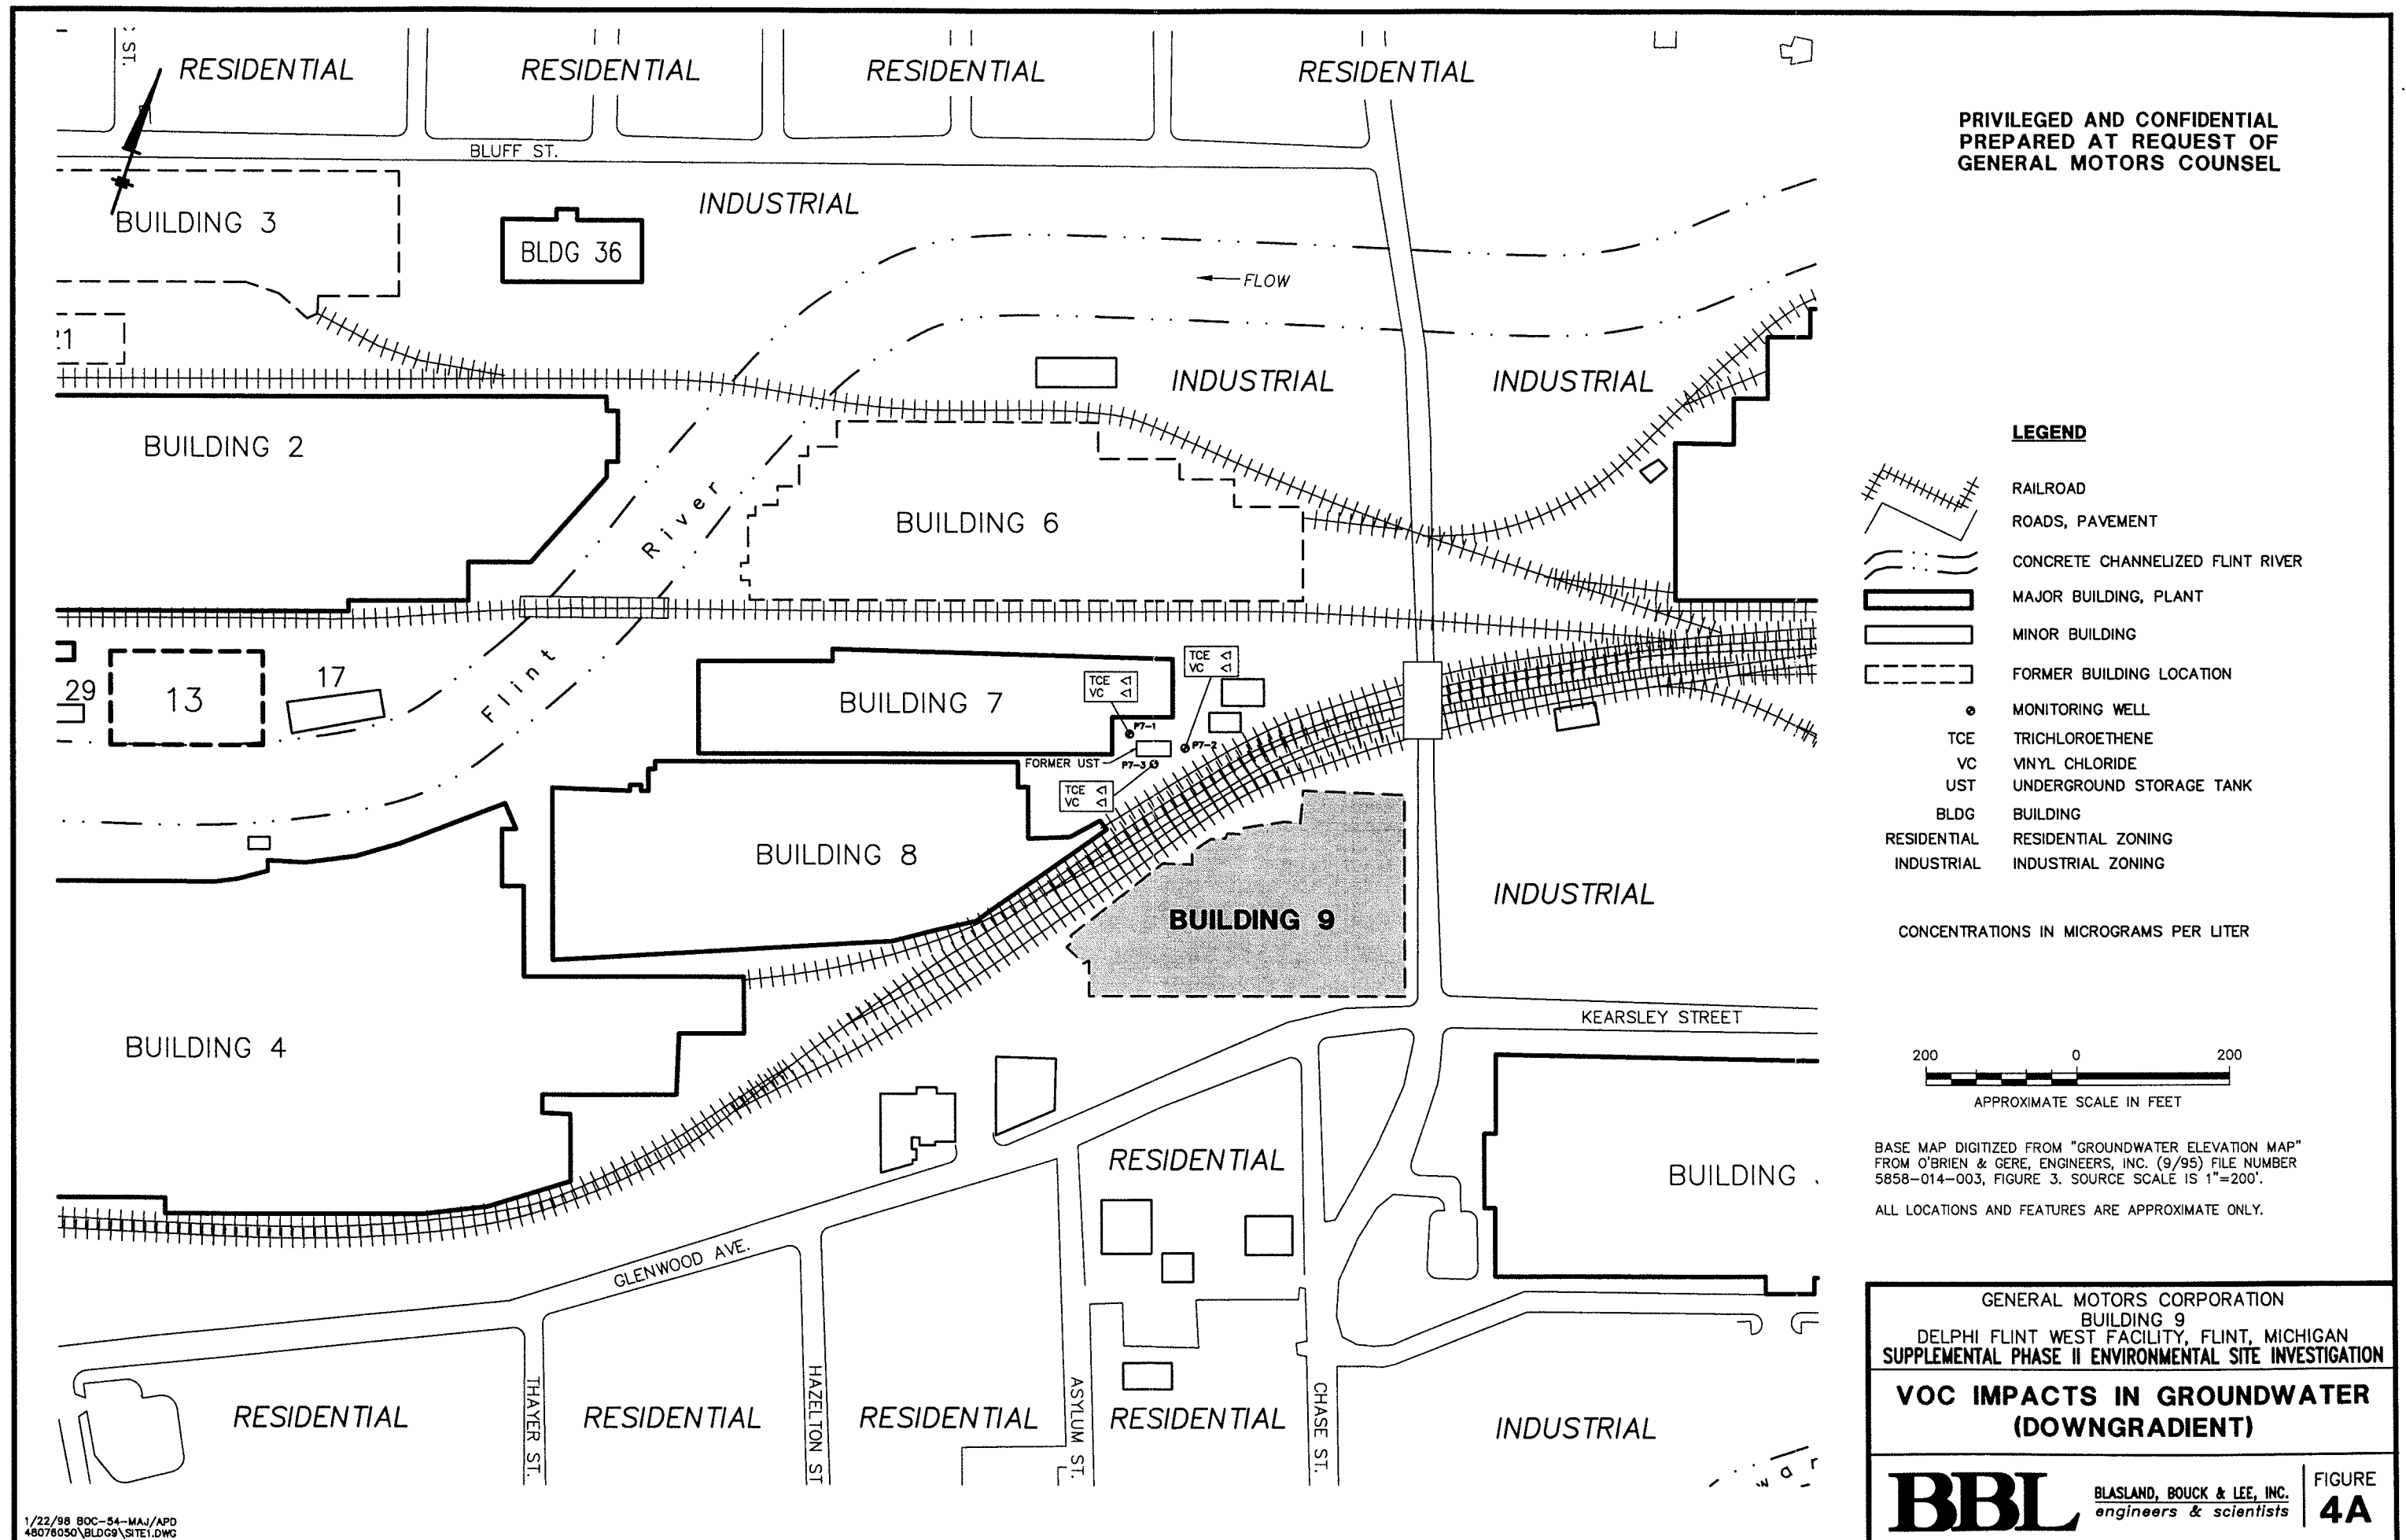 ST.
RESIDENTIAL
RESIDENTIAL
RESIDENTIAL
RESIDENTIAL
BLUFF ST.
BUILDING 3
INDUSTRIAL
BLDG 36
FLOW
INDUSTRIAL
INDUSTRIAL
BUILDING 2
BUILDING 6
River
Flint
29
13
17
BUILDING 7
TCE <1
VC <1
TCE <1
VC <1
P7-1
P7-2
FORMER UST
P7-3
TCE <1
VC <1
BUILDING 8
BUILDING 9
INDUSTRIAL
BUILDING 4
KEARSLEY STREET
RESIDENTIAL
BUILDING
GLENWOOD AVE.
THAYER ST.
HAZELTON ST
ASYLUM ST.
CHASE ST.
RESIDENTIAL
RESIDENTIAL
RESIDENTIAL
RESIDENTIAL
INDUSTRIAL
PRIVILEGED AND CONFIDENTIAL
PREPARED AT REQUEST OF
GENERAL MOTORS COUNSEL
LEGEND
RAILROAD
ROADS, PAVEMENT
CONCRETE CHANNELIZED FLINT RIVER
MAJOR BUILDING, PLANT
MINOR BUILDING
FORMER BUILDING LOCATION
MONITORING WELL
TCE TRICHLOROETHENE
VC VINYL CHLORIDE
UST UNDERGROUND STORAGE TANK
BLDG BUILDING
RESIDENTIAL RESIDENTIAL ZONING
INDUSTRIAL INDUSTRIAL ZONING
CONCENTRATIONS IN MICROGRAMS PER LITER
200 0 200
APPROXIMATE SCALE IN FEET
BASE MAP DIGITIZED FROM "GROUNDWATER ELEVATION MAP"
FROM O'BRIEN & GERE, ENGINEERS, INC. (9/95) FILE NUMBER
5858-014-003, FIGURE 3. SOURCE SCALE IS 1"=200'.
ALL LOCATIONS AND FEATURES ARE APPROXIMATE ONLY.
GENERAL MOTORS CORPORATION
BUILDING 9
DELPHI FLINT WEST FACILITY, FLINT, MICHIGAN
SUPPLEMENTAL PHASE II ENVIRONMENTAL SITE INVESTIGATION
VOC IMPACTS IN GROUNDWATER
(DOWNGRADIENT)
BBL
BLASLAND, BOUCK & LEE, INC.
engineers & scientists
FIGURE
4A
1/22/98 BOC-54-MAJ/APD
48076050\BLDG9\SITE1.DWG